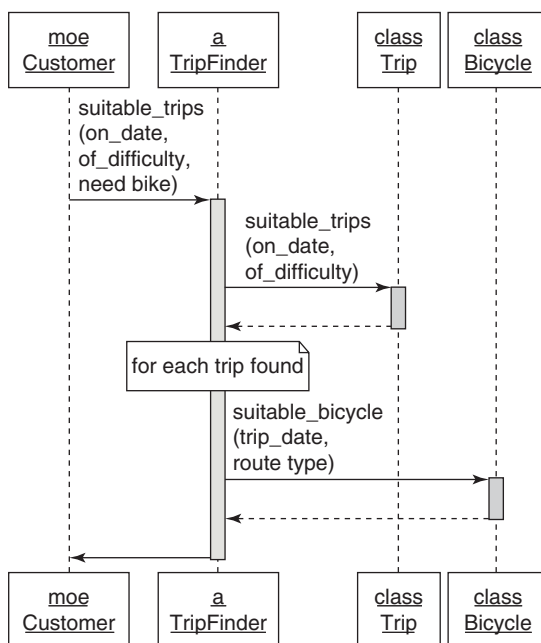 moe
Customer
a
TripFinder
class
Trip
class
Bicycle
suitable_trips
(on_date,
of_difficulty,
need bike)
suitable_trips
(on_date,
of_difficulty)
for each trip found
suitable_bicycle
(trip_date,
route type)
moe
Customer
a
TripFinder
class
Trip
class
Bicycle